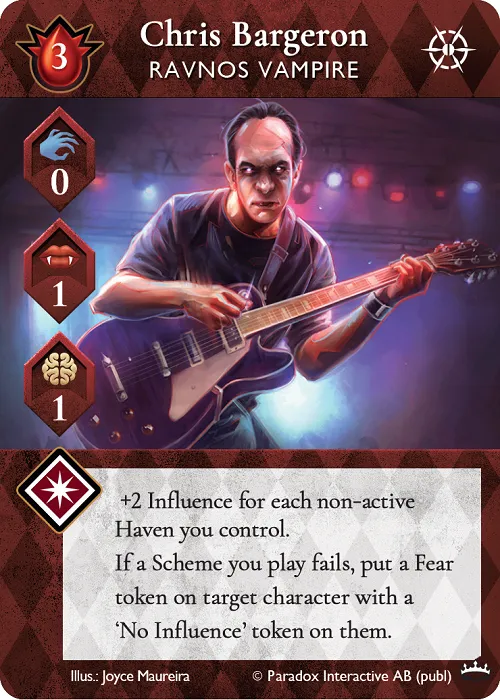 3
Chris Bargeron
RAVNOS VAMPIRE
0
1
1
+2 Influence for each non-active
Haven you control.
If a Scheme you play fails, put a Fear
token on target character with a
‘No Influence’ token on them.
Illus.: Joyce Maureira
© Paradox Interactive AB (publ)